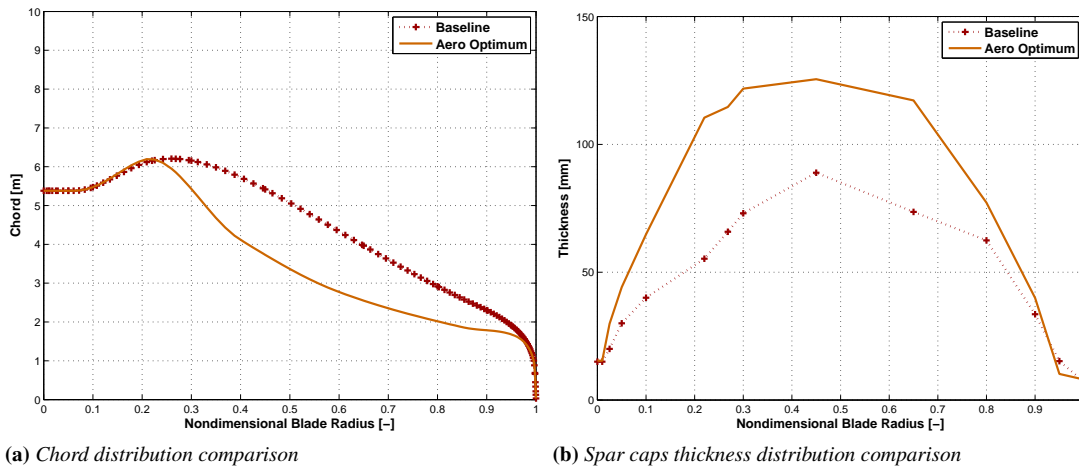 10
9
8
7
6
5
4
3
2
1
0
Chord [m]
0 0.1 0.2 0.3 0.4 0.5 0.6 0.7 0.8 0.9 1
Nondimensional Blade Radius [–]
Baseline
Aero Optimum
(a) Chord distribution comparison
150
100
50
0
Thickness [mm]
0 0.1 0.2 0.3 0.4 0.5 0.6 0.7 0.8 0.9
Nondimensional Blade Radius [–]
Baseline
Aero Optimum
(b) Spar caps thickness distribution comparison